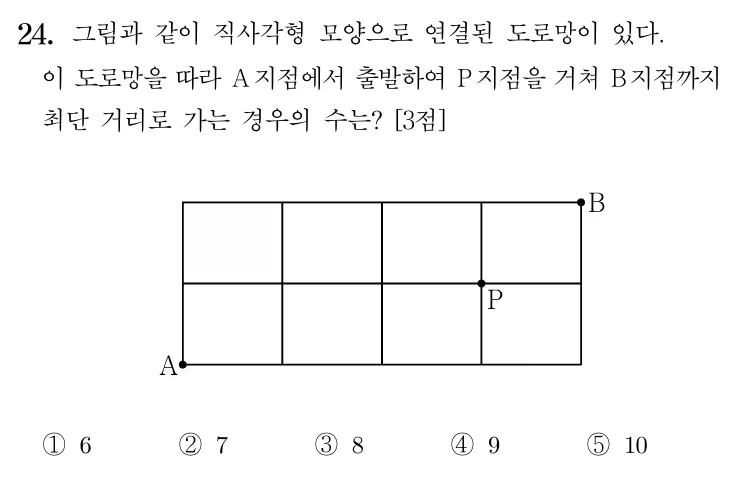 24. 그림과 같이 직사각형 모양으로 연결된 도로망이 있다.
이 도로망을 따라 A지점에서 출발하여 P지점을 거쳐 B지점까지
최단 거리로 가는 경우의 수는? [3점]
B
P
A
① 6 ② 7 ③ 8 ④ 9 ⑤ 10